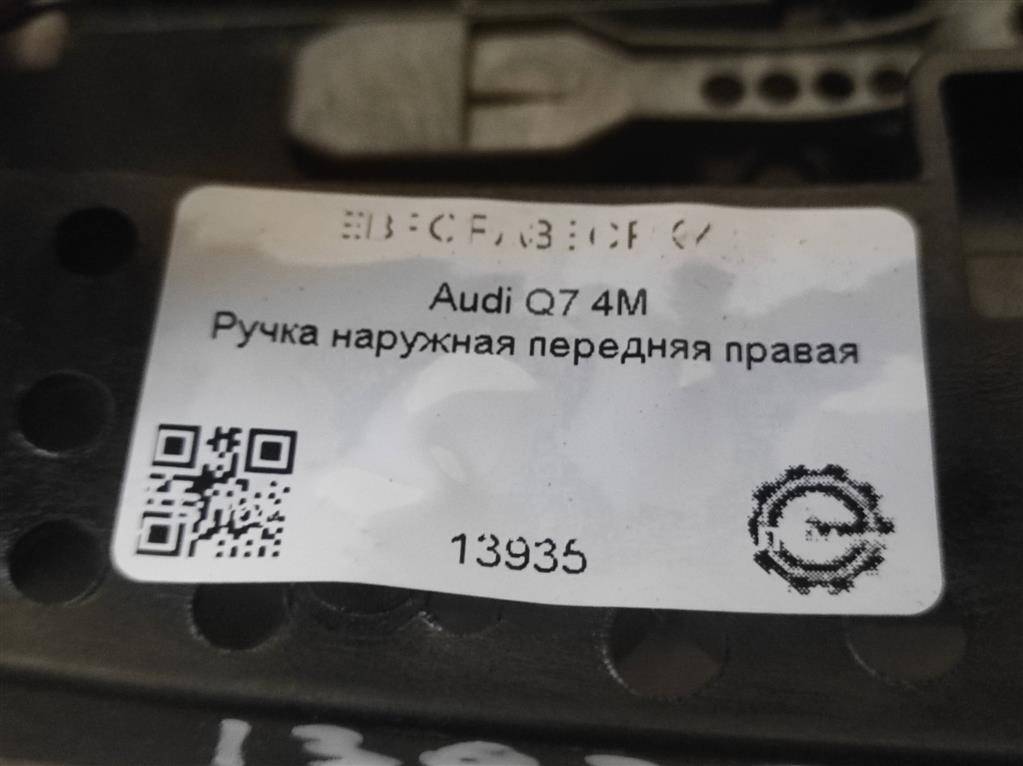 Audi Q7 4M
Ручка наружная передняя правая
13935